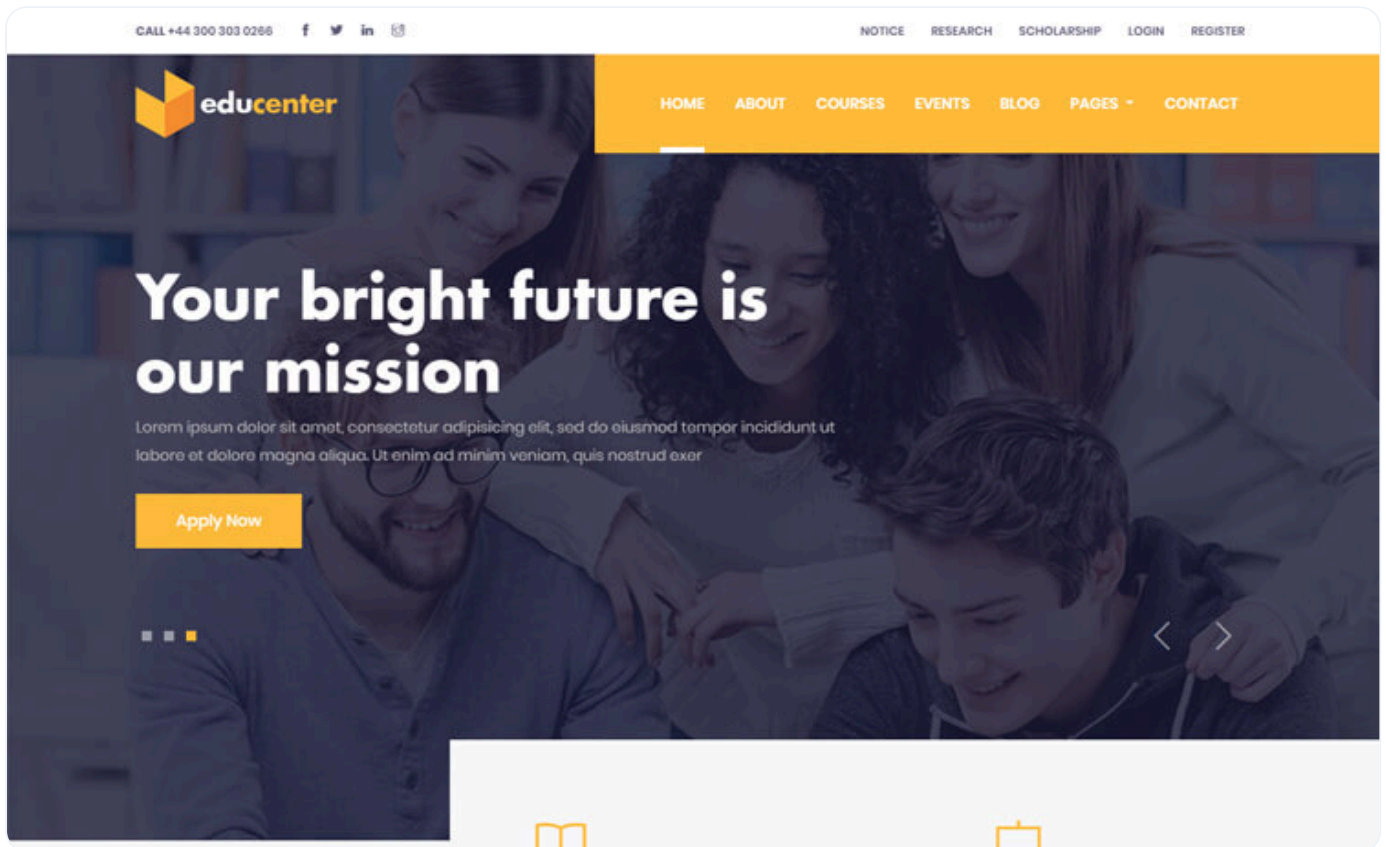 CALL +44 300 303 0266
NOTICE RESEARCH SCHOLARSHIP LOGIN REGISTER
educenter
HOME ABOUT COURSES EVENTS BLOG PAGES CONTACT
Your bright future is
our mission
Lorem ipsum dolor sit amet, consectetur adipisicing elit, sed do eiusmod tempor incididunt ut
labore et dolore magna aliqua. Ut enim ad minim veniam, quis nostrud exer
Apply Now